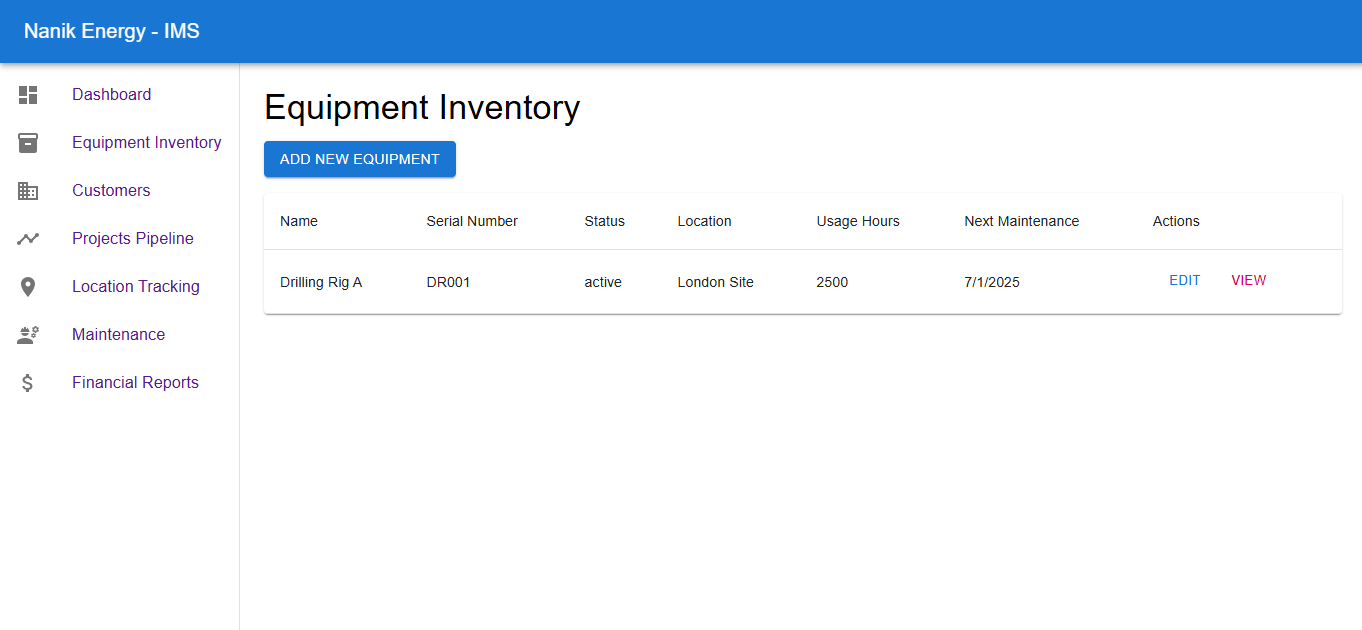 Nanik Energy - IMS
Dashboard
Equipment Inventory
Customers
Projects Pipeline
Location Tracking
Maintenance
Financial Reports
Equipment Inventory
ADD NEW EQUIPMENT
Name Serial Number Status Location Usage Hours Next Maintenance Actions
Drilling Rig A DR001 active London Site 2500 7/1/2025 EDIT VIEW